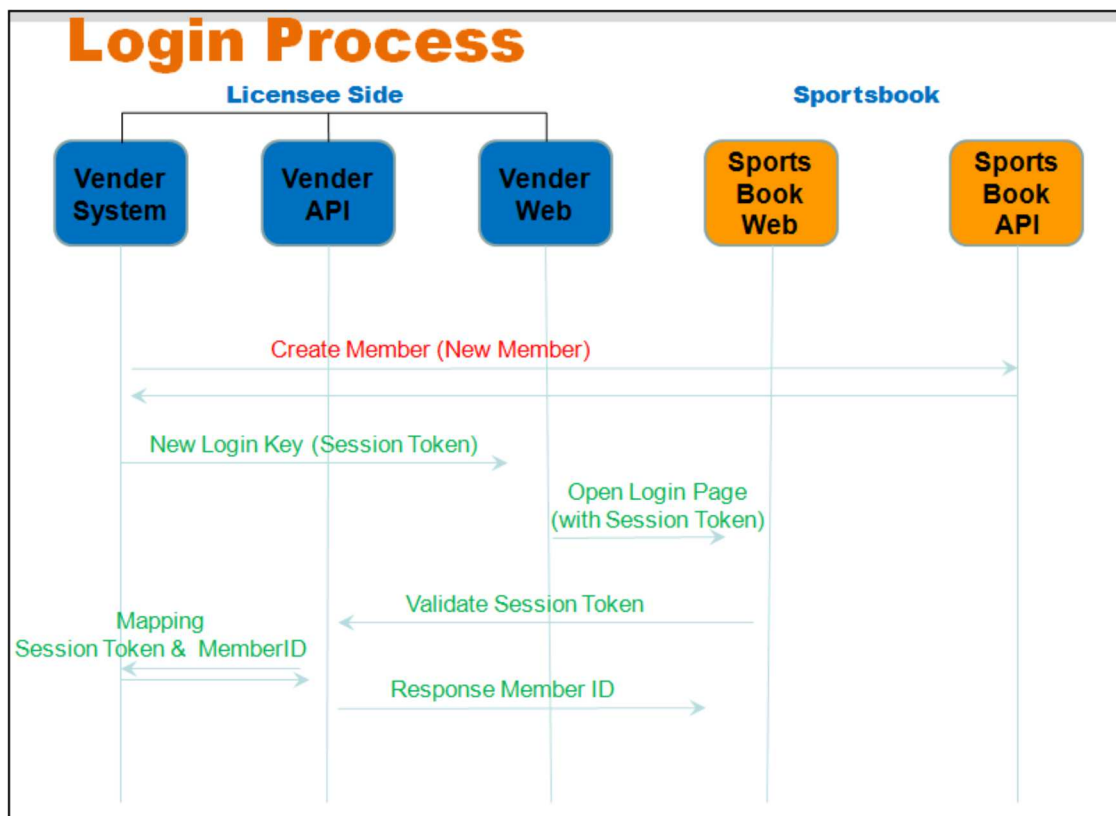 Login Process
Licensee Side
Sportsbook
Vender
System
Vender
API
Vender
Web
Sports
Book
Web
Sports
Book
API
Create Member (New Member)
New Login Key (Session Token)
Open Login Page
(with Session Token)
Validate Session Token
Mapping
Session Token & MemberID
Response Member ID